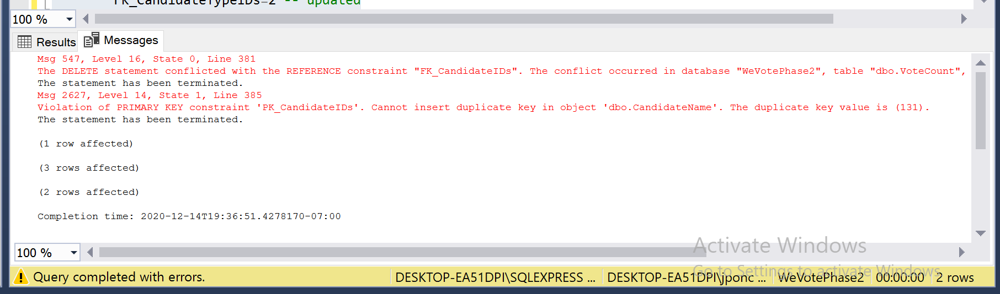 FK_CandidateTypeIDs=2 -- updated
100 %
Results
Messages
Msg 547, Level 16, State 0, Line 381
The DELETE statement conflicted with the REFERENCE constraint "FK_CandidateIDs". The conflict occurred in database "WeVotePhase2", table "dbo.VoteCount",
The statement has been terminated.
Msg 2627, Level 14, State 1, Line 385
Violation of PRIMARY KEY constraint 'PK_CandidateIDs'. Cannot insert duplicate key in object 'dbo.CandidateName'. The duplicate key value is (131).
The statement has been terminated.
(1 row affected)
(3 rows affected)
(2 rows affected)
Completion time: 2020-12-14T19:36:51.4278170-07:00
Activate Windows
100 %
Go to Settings to activate Windows.
Query completed with errors.
DESKTOP-EA51DPI\SQLEXPRESS ...
DESKTOP-EA51DPI\jponc ...
WeVotePhase2
00:00:00
2 rows